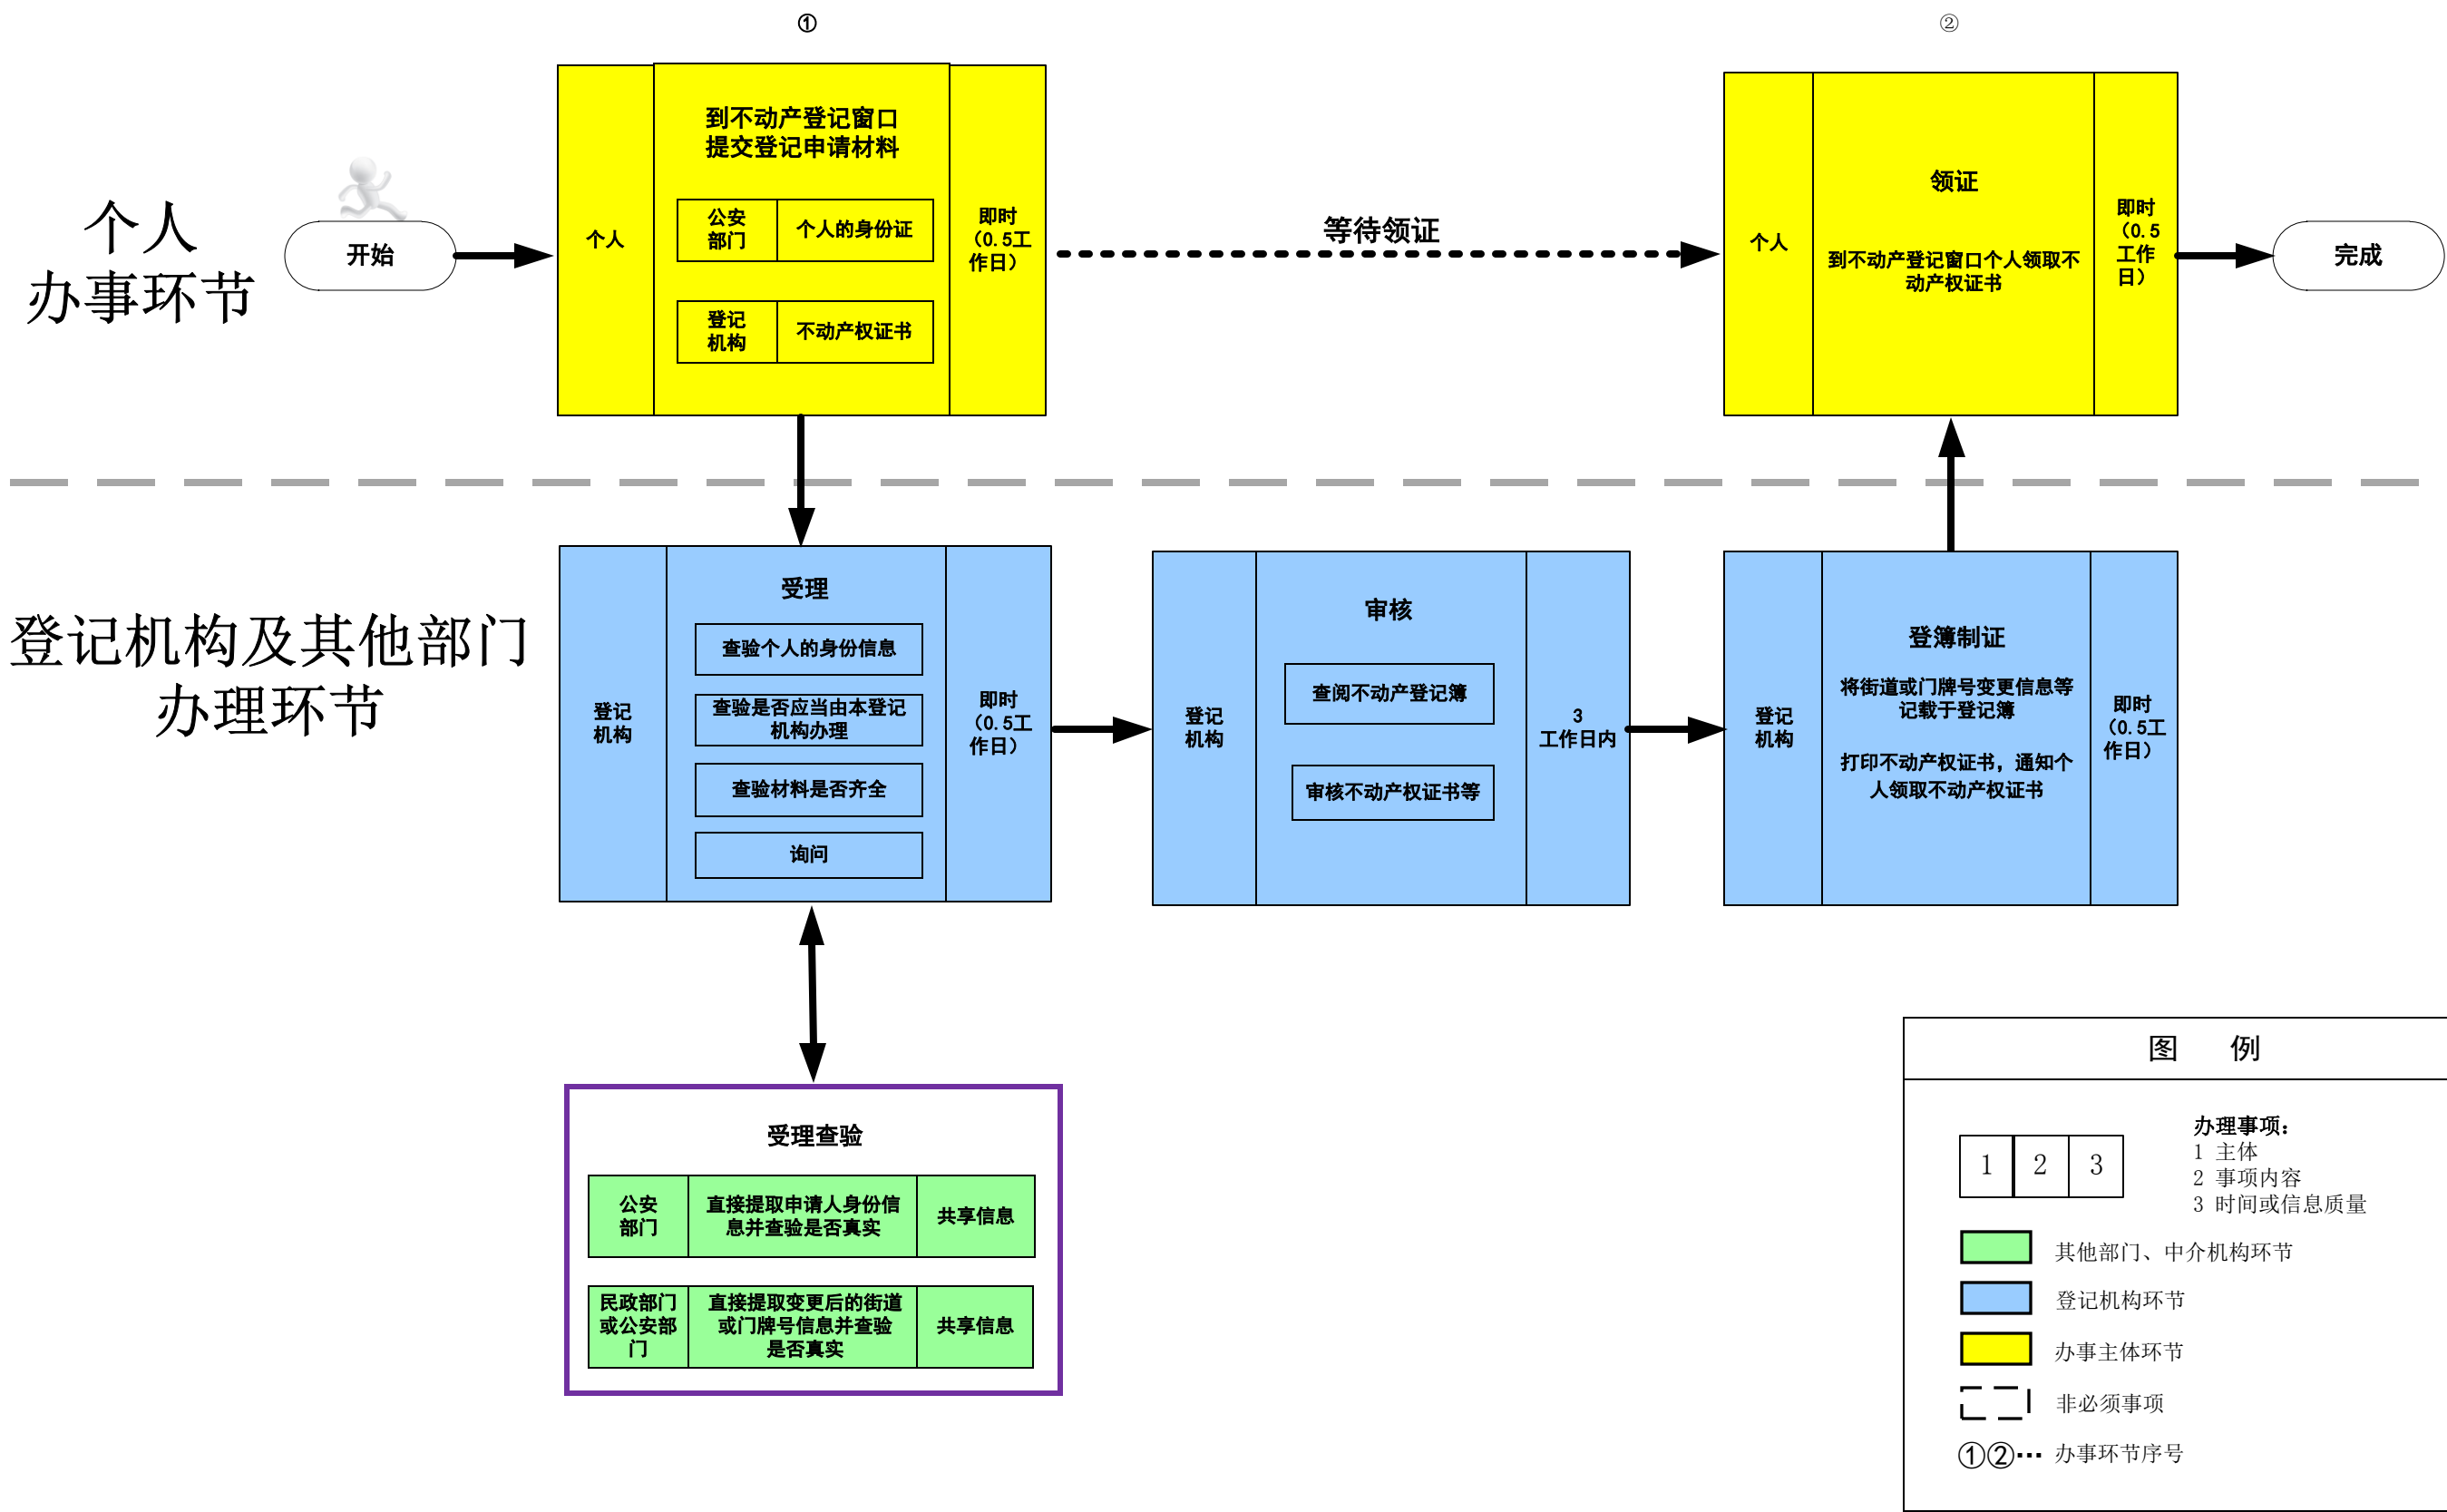 ①
②
个人
办事环节
开始
个人
到不动产登记窗口
提交登记申请材料
公安
部门
个人的身份证
登记
机构
不动产权证书
即时
（0.5工
作日）
等待领证
个人
领证
到不动产登记窗口个人领取不
动产权证书
即时
（0.5
工作
日）
完成
登记机构及其他部门
办理环节
登记
机构
受理
查验个人的身份信息
查验是否应当由本登记
机构办理
查验材料是否齐全
询问
即时
（0.5工
作日）
登记
机构
审核
查阅不动产登记簿
审核不动产权证书等
3
工作日内
登记
机构
登簿制证
将街道或门牌号变更信息等
记载于登记簿
打印不动产权证书，通知个
人领取不动产权证书
即时
（0.5工
作日）
受理查验
公安
部门
直接提取申请人身份信
息并查验是否真实
共享信息
民政部门
或公安部
门
直接提取变更后的街道
或门牌号信息并查验
是否真实
共享信息
图 例
1 2 3
办理事项：
1 主体
2 事项内容
3 时间或信息质量
其他部门、中介机构环节
登记机构环节
办事主体环节
非必须事项
①②… 办事环节序号